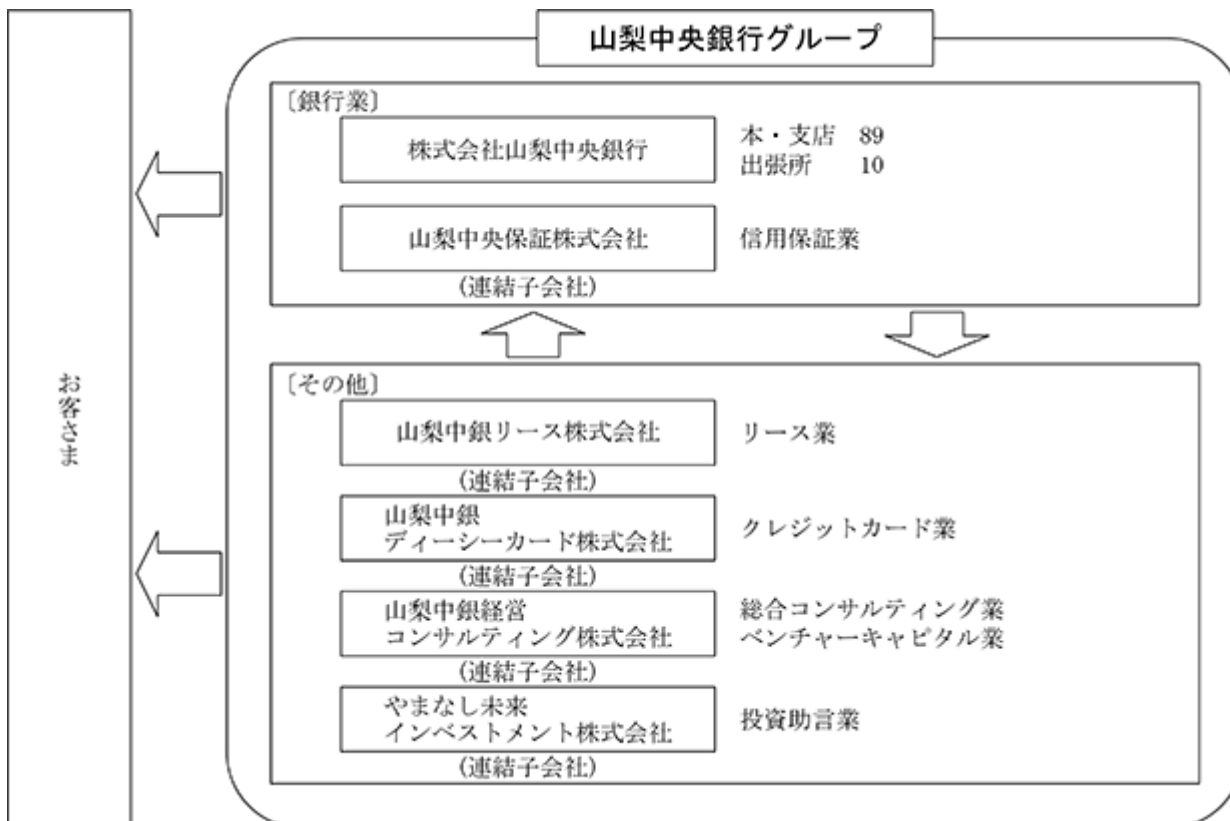 山梨中央銀行グループ
〔銀行業〕
株式会社山梨中央銀行
本・支店 89
出張所 10
山梨中央保証株式会社
信用保証業
(連結子会社)
お客さま
〔その他〕
山梨中銀リース株式会社
リース業
(連結子会社)
山梨中銀
ディーシーカード株式会社
クレジットカード業
(連結子会社)
山梨中銀経営
コンサルティング株式会社
総合コンサルティング業
ベンチャーキャピタル業
(連結子会社)
やまなし未来
インベストメント株式会社
投資助言業
(連結子会社)